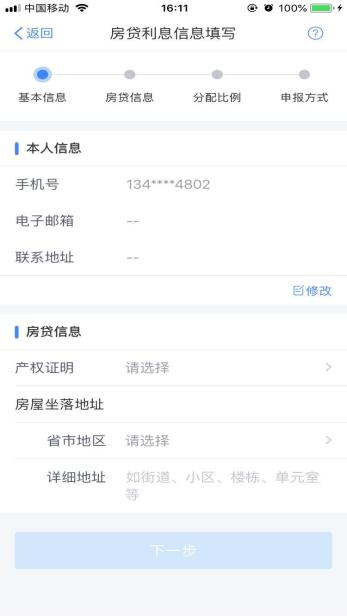 中国移动 16:11 100%
返回 房贷利息信息填写 ?
基本信息 房贷信息 分配比例 申报方式
本人信息
手机号 134****4802
电子邮箱 --
联系地址 --
修改
房贷信息
产权证明 请选择
房屋坐落地址
省市地区 请选择
详细地址 如街道、小区、楼栋、单元室
等
下一步